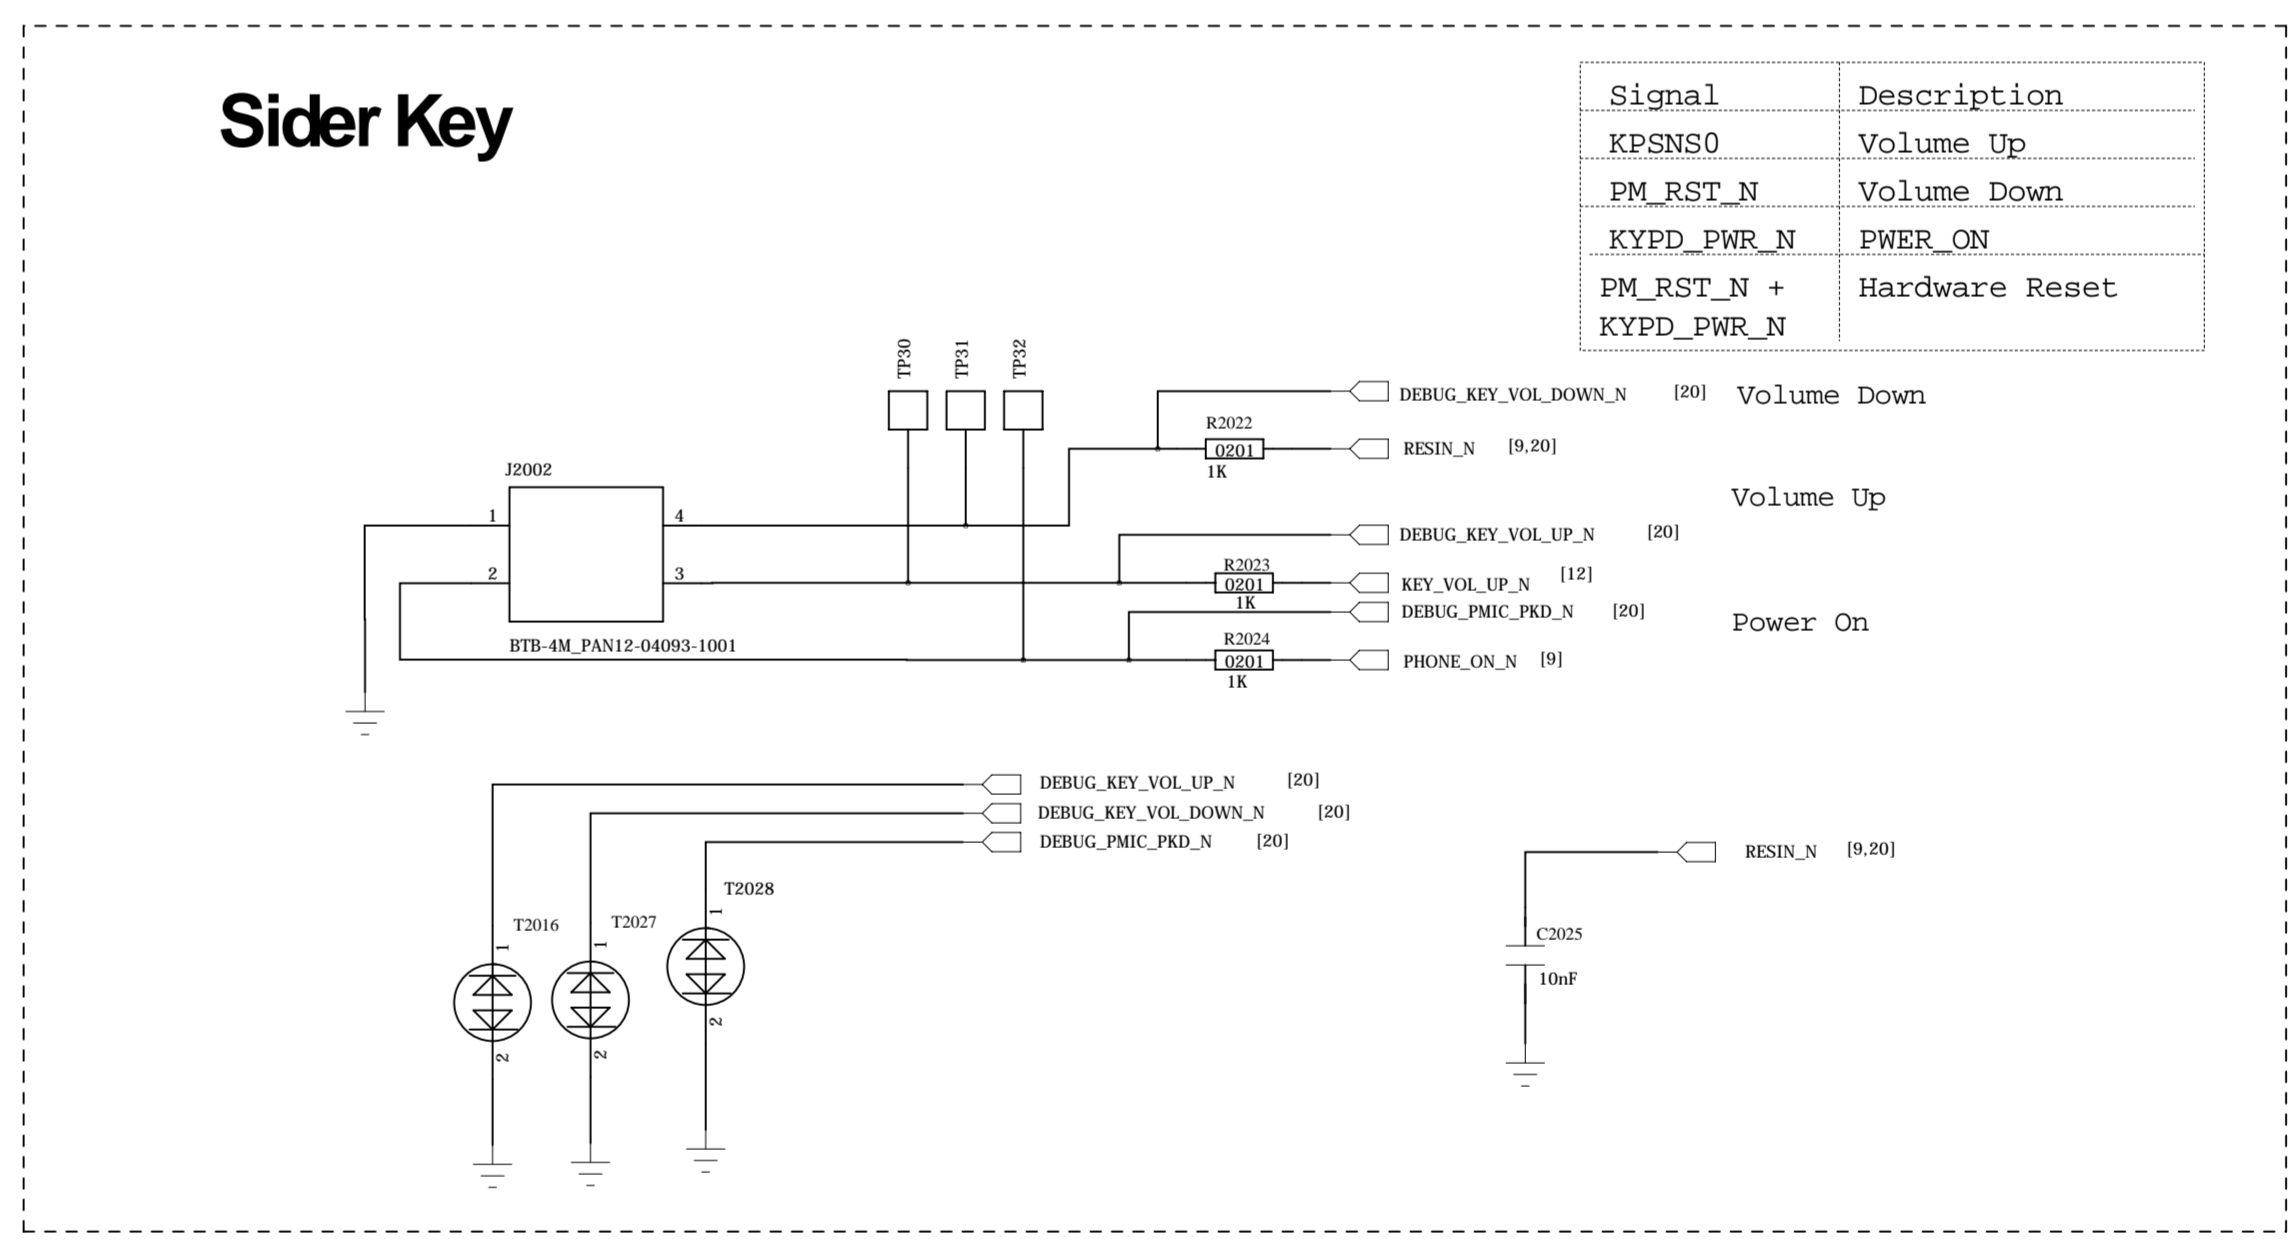 Sider Key
Signal Description
KPSNS0 Volume Up
PM_RST_N Volume Down
KYPD_PWR_N PWER_ON
PM_RST_N + Hardware Reset
KYPD_PWR_N
TP30 TP31 TP32
DEBUG_KEY_VOL_DOWN_N [20] Volume Down
R2022
0201 RESIN_N [9,20]
1K
J2002
Volume Up
1 4
DEBUG_KEY_VOL_UP_N [20]
R2023
2 3 0201 KEY_VOL_UP_N [12]
1K
DEBUG_PMIC_PKD_N [20] Power On
R2024
BTB-4M_PAN12-04093-1001
0201 PHONE_ON_N [9]
1K
DEBUG_KEY_VOL_UP_N [20]
DEBUG_KEY_VOL_DOWN_N [20]
DEBUG_PMIC_PKD_N [20]
RESIN_N [9,20]
T2028
1
T2016 T2027
1 1
C2025
10nF
2
2 2